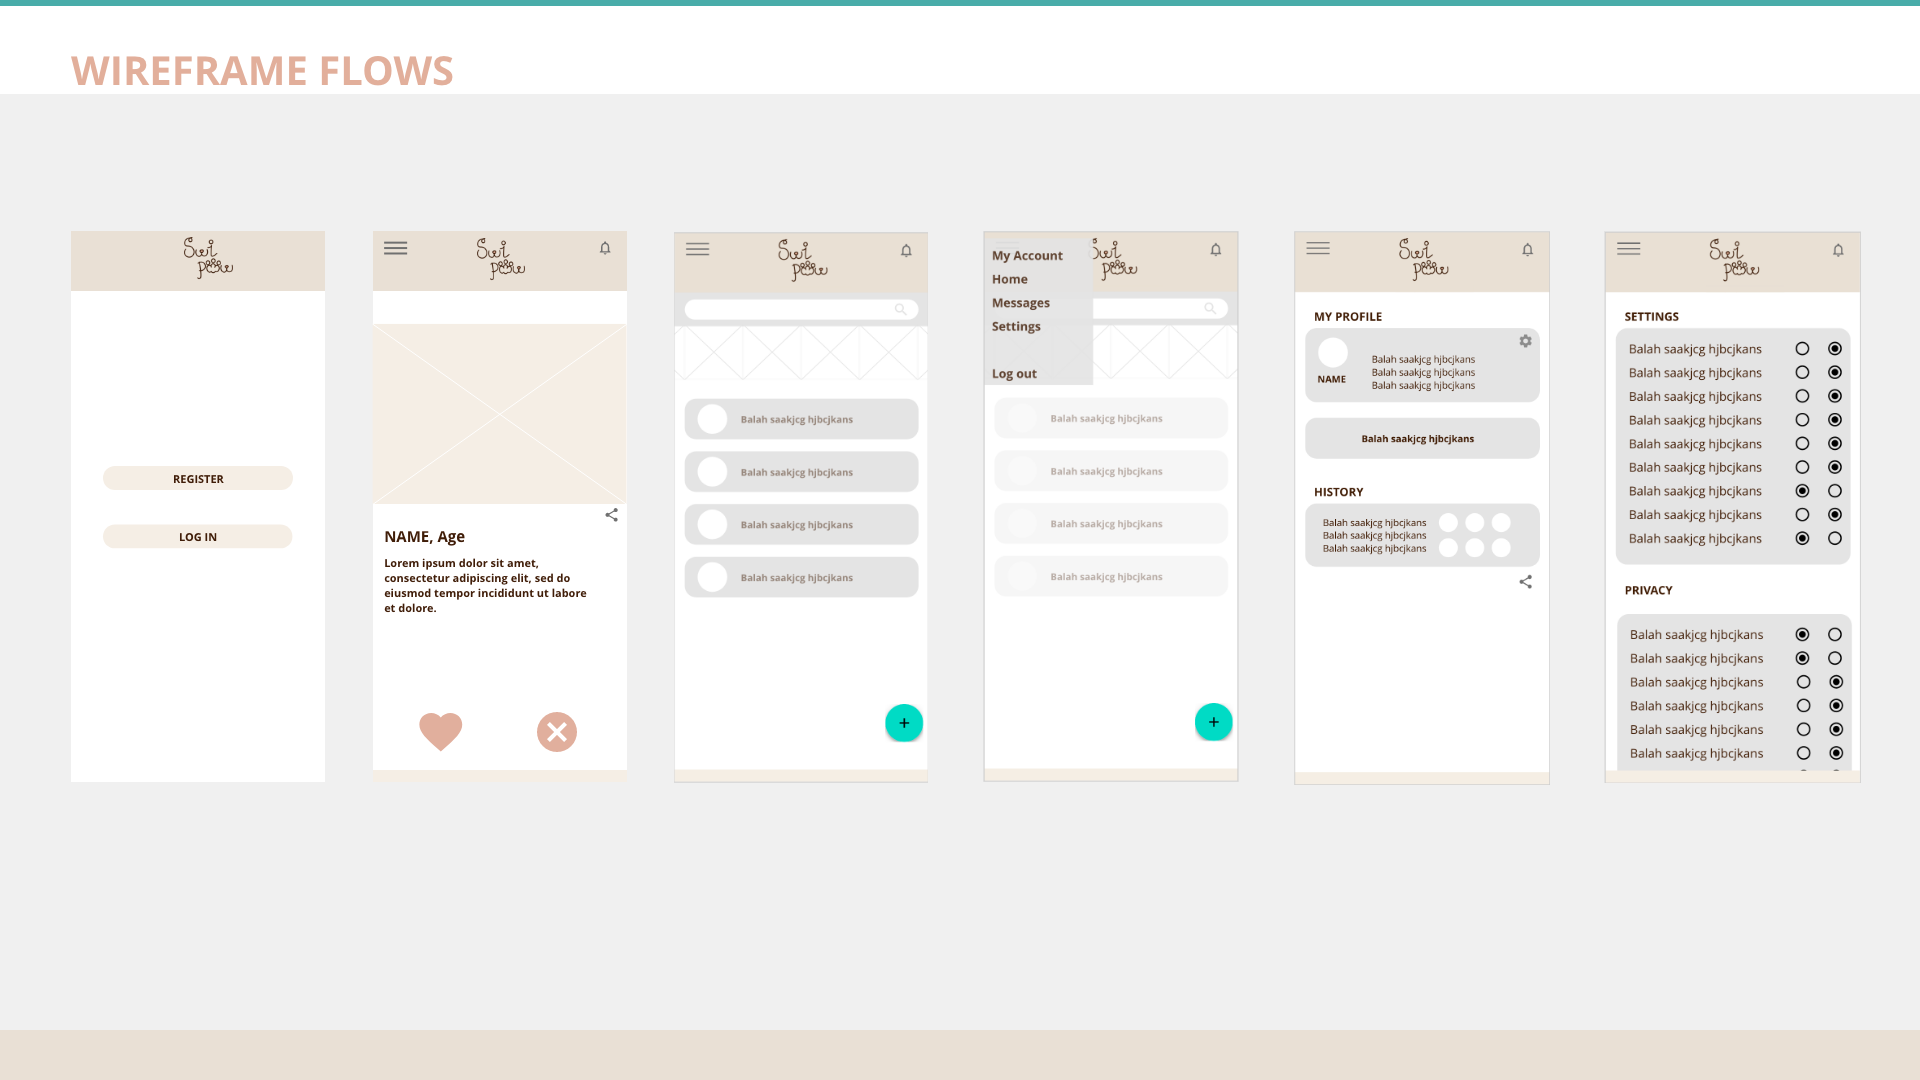 WIREFRAME FLOWS
Swi
paw
REGISTER
LOG IN
Swi
paw
NAME, Age
Lorem ipsum dolor sit amet,
consectetur adipiscing elit, sed do
eiusmod tempor incididunt ut labore
et dolore.
Swi
paw
Balah saakjcg hjbcjkans
Balah saakjcg hjbcjkans
Balah saakjcg hjbcjkans
Balah saakjcg hjbcjkans
+
Swi
paw
My Account
Home
Messages
Settings
Log out
Balah saakjcg hjbcjkans
Balah saakjcg hjbcjkans
Balah saakjcg hjbcjkans
Balah saakjcg hjbcjkans
+
Swi
paw
MY PROFILE
NAME
Balah saakjcg hjbcjkans
Balah saakjcg hjbcjkans
Balah saakjcg hjbcjkans
Balah saakjcg hjbcjkans
HISTORY
Balah saakjcg hjbcjkans
Balah saakjcg hjbcjkans
Balah saakjcg hjbcjkans
Swi
paw
SETTINGS
Balah saakjcg hjbcjkans
Balah saakjcg hjbcjkans
Balah saakjcg hjbcjkans
Balah saakjcg hjbcjkans
Balah saakjcg hjbcjkans
Balah saakjcg hjbcjkans
Balah saakjcg hjbcjkans
Balah saakjcg hjbcjkans
Balah saakjcg hjbcjkans
PRIVACY
Balah saakjcg hjbcjkans
Balah saakjcg hjbcjkans
Balah saakjcg hjbcjkans
Balah saakjcg hjbcjkans
Balah saakjcg hjbcjkans
Balah saakjcg hjbcjkans